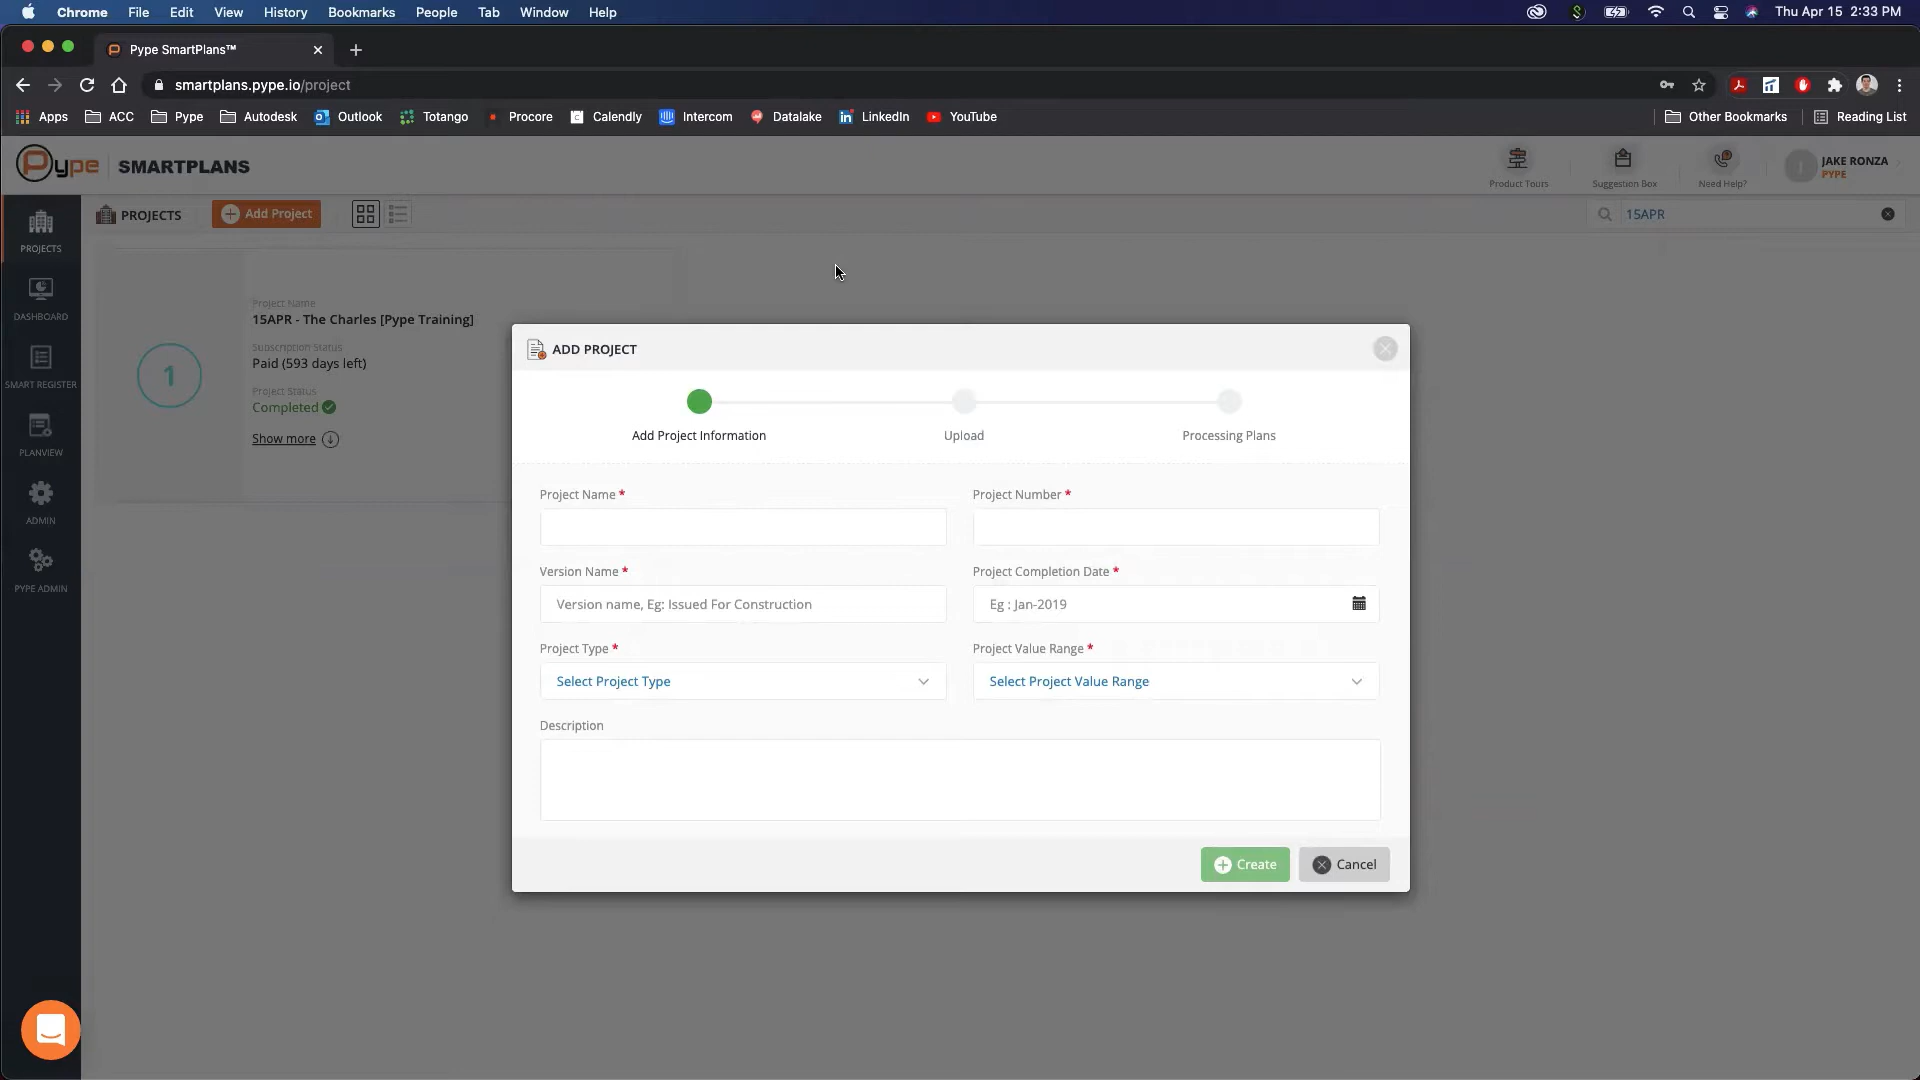 Chrome File Edit View History Bookmarks People Tab Window Help
Thu Apr 15 2:33 PM
Pype SmartPlans™
smartplans.pype.io/project
Apps ACC Pype Autodesk Outlook Totango Procore Calendly Intercom Datalake LinkedIn YouTube
Other Bookmarks Reading List
Pype SMARTPLANS
Product Tours
Suggestion Box
Need Help?
JAKE RONZA
PYPE
PROJECTS
Add Project
15APR
PROJECTS
DASHBOARD
SMART REGISTER
PLANVIEW
ADMIN
PYPE ADMIN
1
Project Name
15APR - The Charles [Pype Training]
Subscription Status
Paid (593 days left)
Project Status
Completed
Show more
ADD PROJECT
Add Project Information
Upload
Processing Plans
Project Name *
Project Number *
Version Name *
Project Completion Date *
Version name, Eg: Issued For Construction
Eg : Jan-2019
Project Type *
Project Value Range *
Select Project Type
Select Project Value Range
Description
Create
Cancel